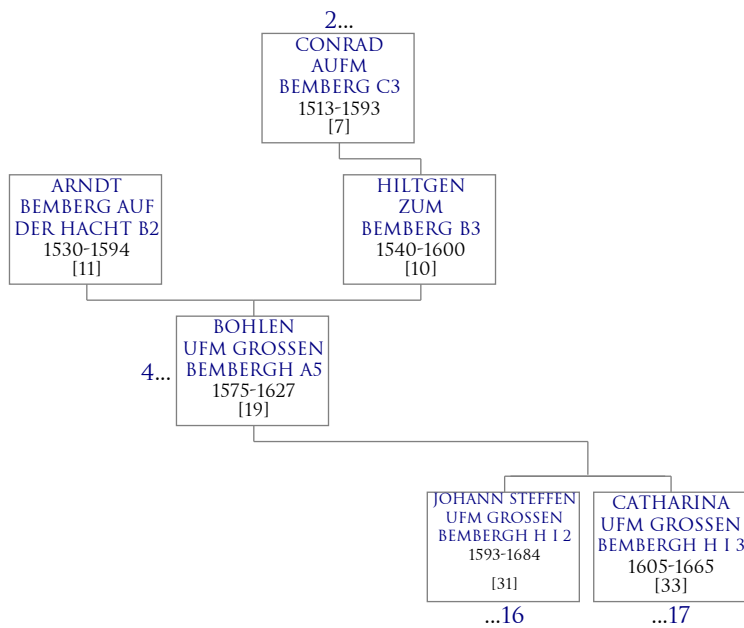 2...
CONRAD
AUFM
BEMBERG C3
1513-1593
[7]
ARNDT
BEMBERG AUF
DER HACHT B2
1530-1594
[11]
HILTGEN
ZUM
BEMBERG B3
1540-1600
[10]
4...
BOHLEN
UFM GROSSEN
BEMBERGH A5
1575-1627
[19]
JOHANN STEFFEN
UFM GROSSEN
BEMBERGH H I 2
1593-1684
[31]
CATHARINA
UFM GROSSEN
BEMBERGH H I 3
1605-1665
[33]
...16
...17